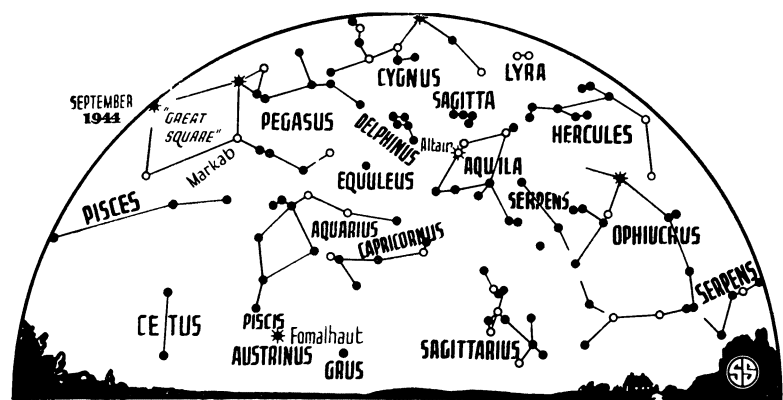 CYGNUS
LYRA
SEPTEMBER
1944
"GREAT
SQUARE"
PEGASUS
SAGITTA
DELPHINUS
HERCULES
Altair
AQUILA
Markab
EQUULEUS
SERPENS
PISCES
AQUARIUS
CAPRICORNUS
OPHIUCHUS
SERPENS
CETUS
PISCIS
AUSTRINUS
Fomalhaut
GRUS
SAGITTARIUS
SS